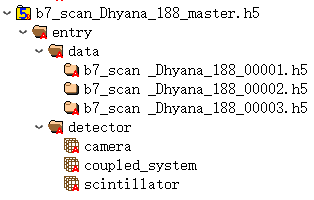 b7_scan_Dhyana_188_master.h5
entry
data
b7_scan _Dhyana_188_00001.h5
b7_scan _Dhyana_188_00002.h5
b7_scan _Dhyana_188_00003.h5
detector
camera
coupled_system
scintillator